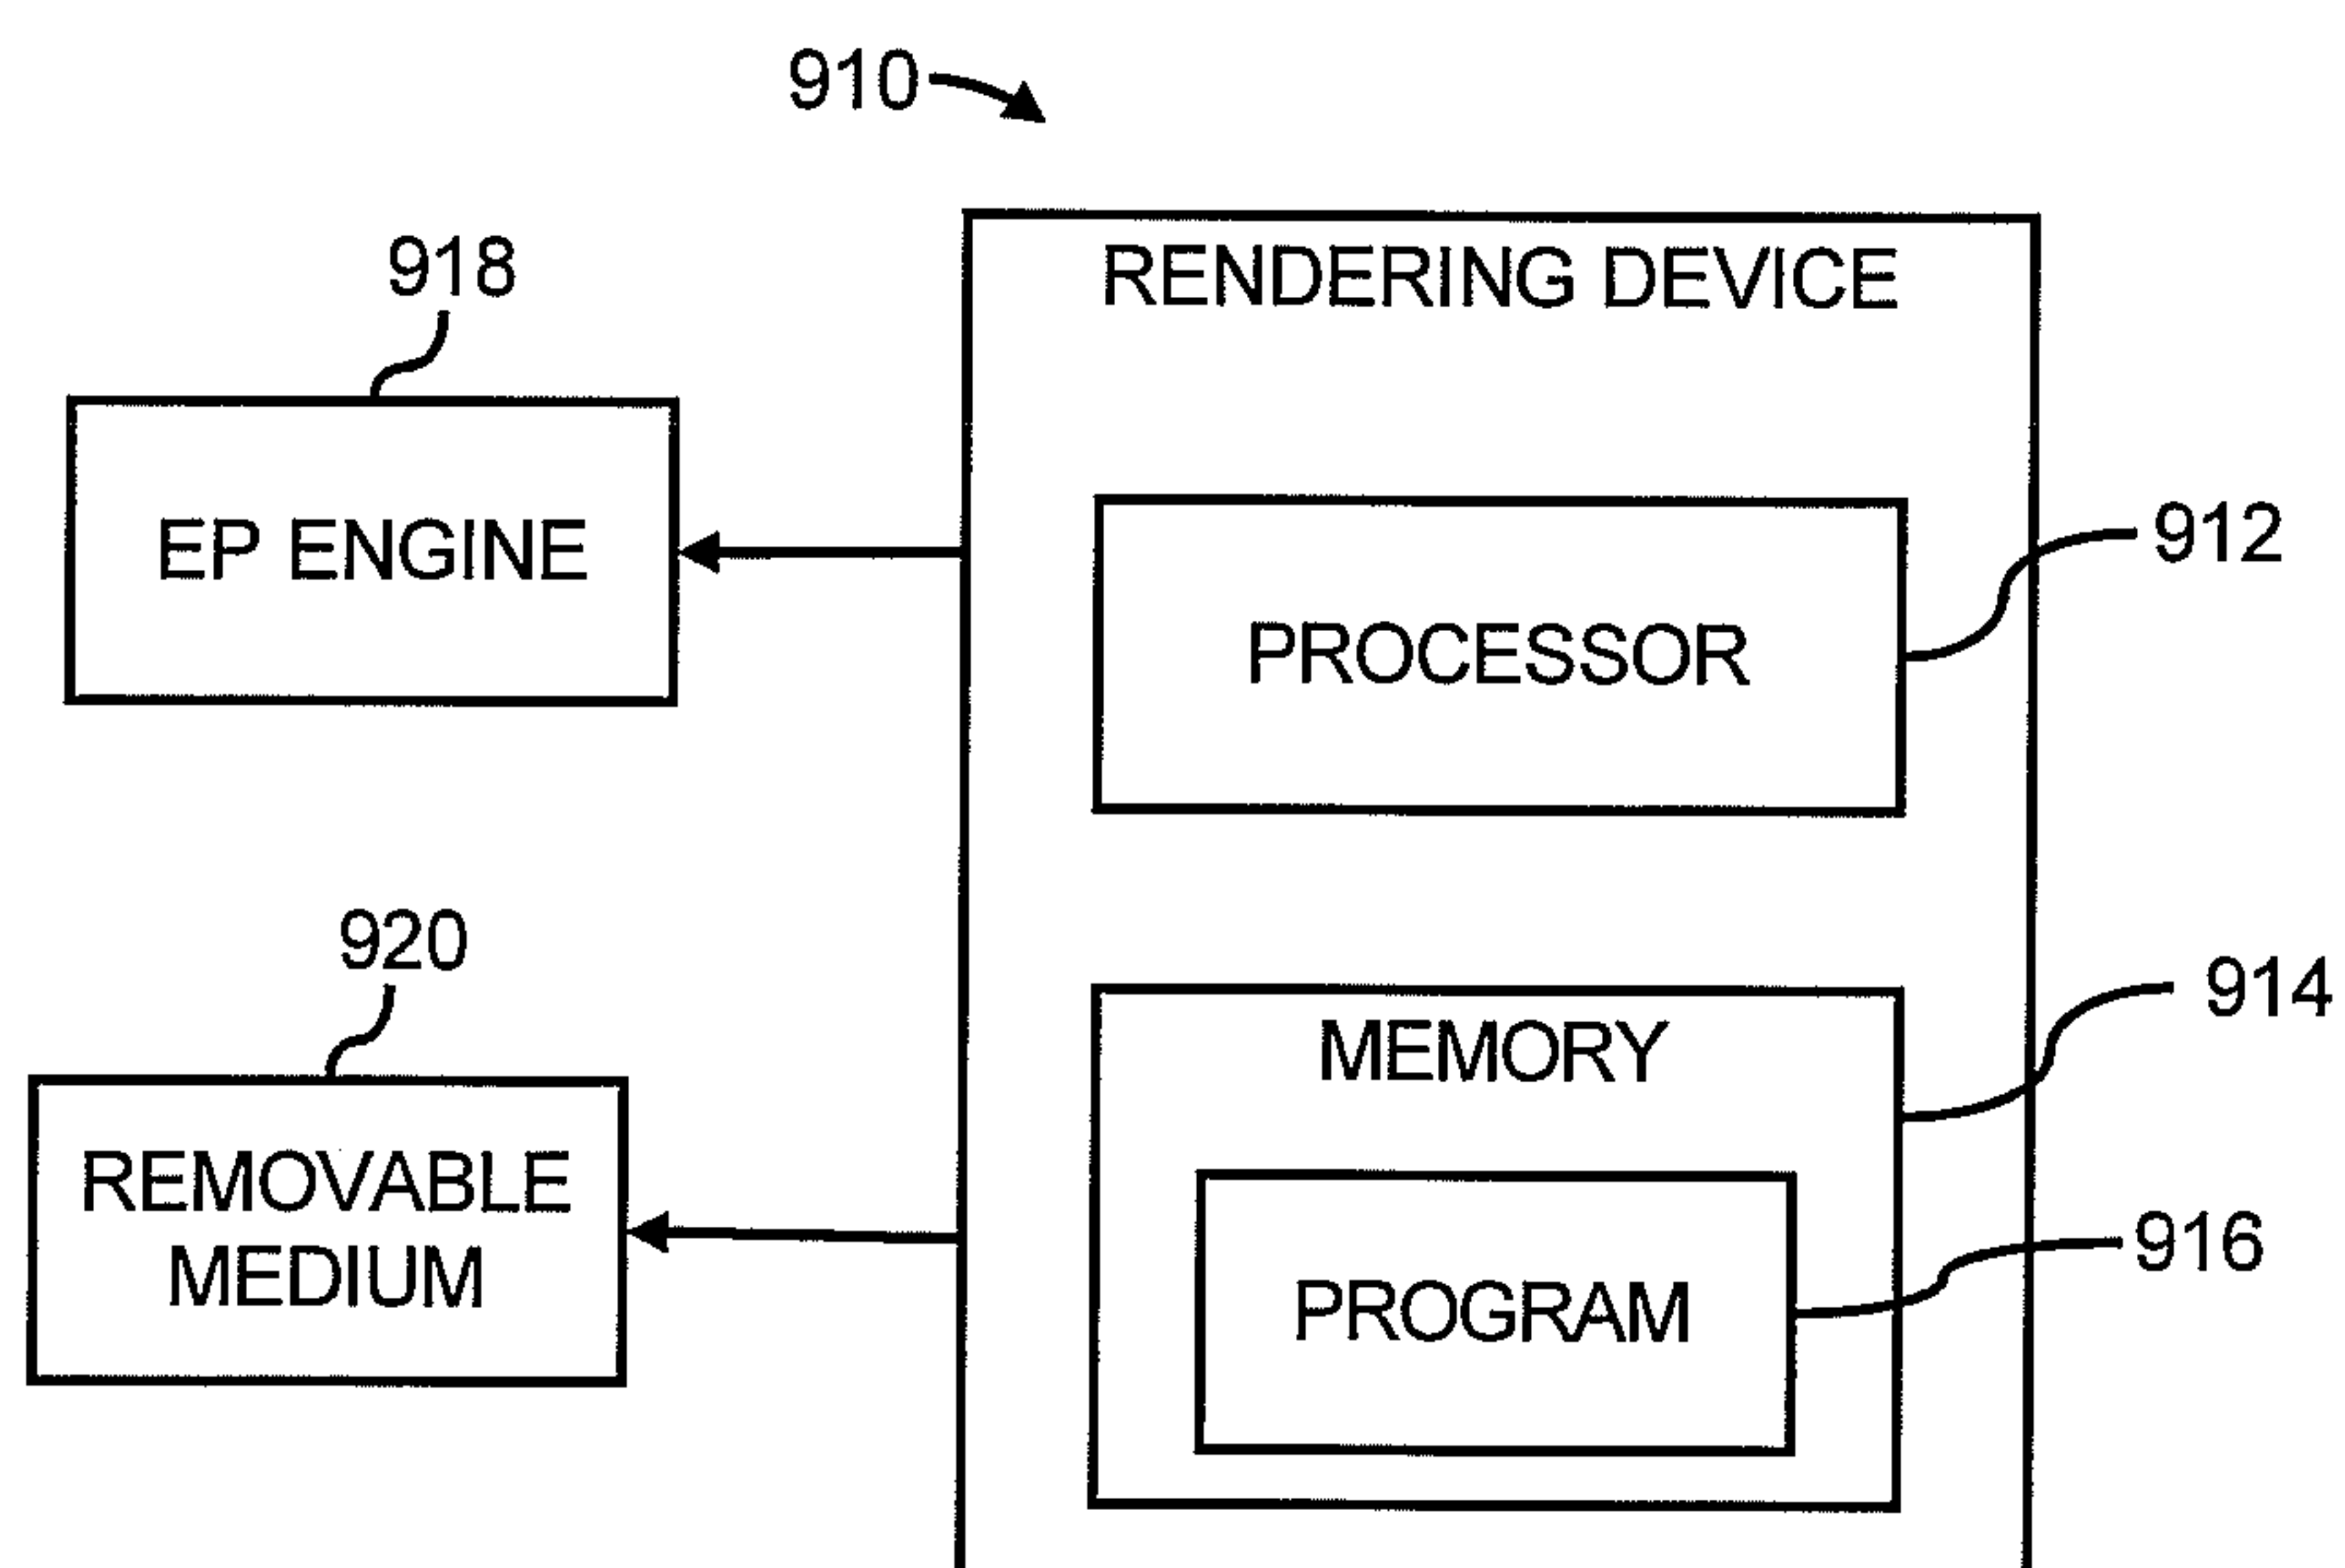 910
RENDERING DEVICE
918
EP ENGINE
912
PROCESSOR
920
914
MEMORY
REMOVABLE
MEDIUM
916
PROGRAM